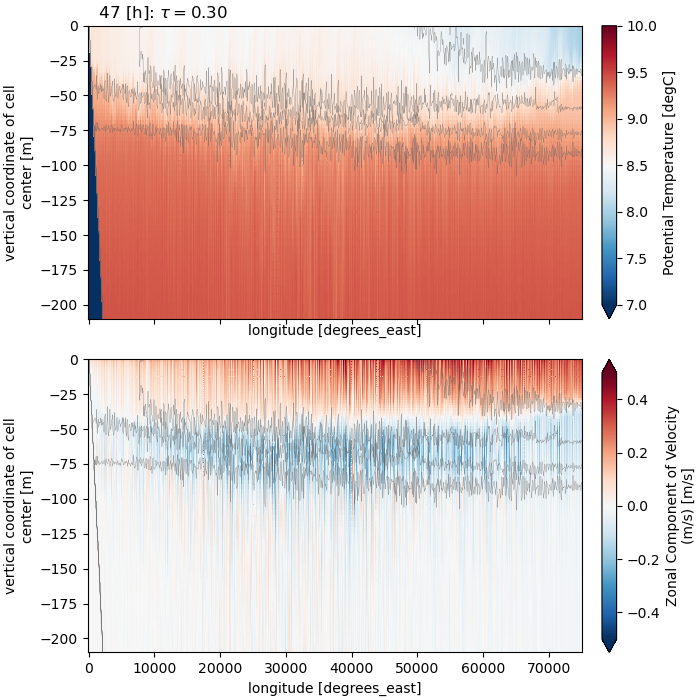 47 [h]: τ = 0.30
0
−25
−50
−75
−100
−125
−150
−175
−200
vertical coordinate of cell
center [m]
longitude [degrees_east]
10.0
9.5
9.0
8.5
8.0
7.5
7.0
Potential Temperature [degC]
0
−25
−50
−75
−100
−125
−150
−175
−200
vertical coordinate of cell
center [m]
0 10000 20000 30000 40000 50000 60000 70000
longitude [degrees_east]
0.4
0.2
0.0
−0.2
−0.4
Zonal Component of Velocity
(m/s) [m/s]